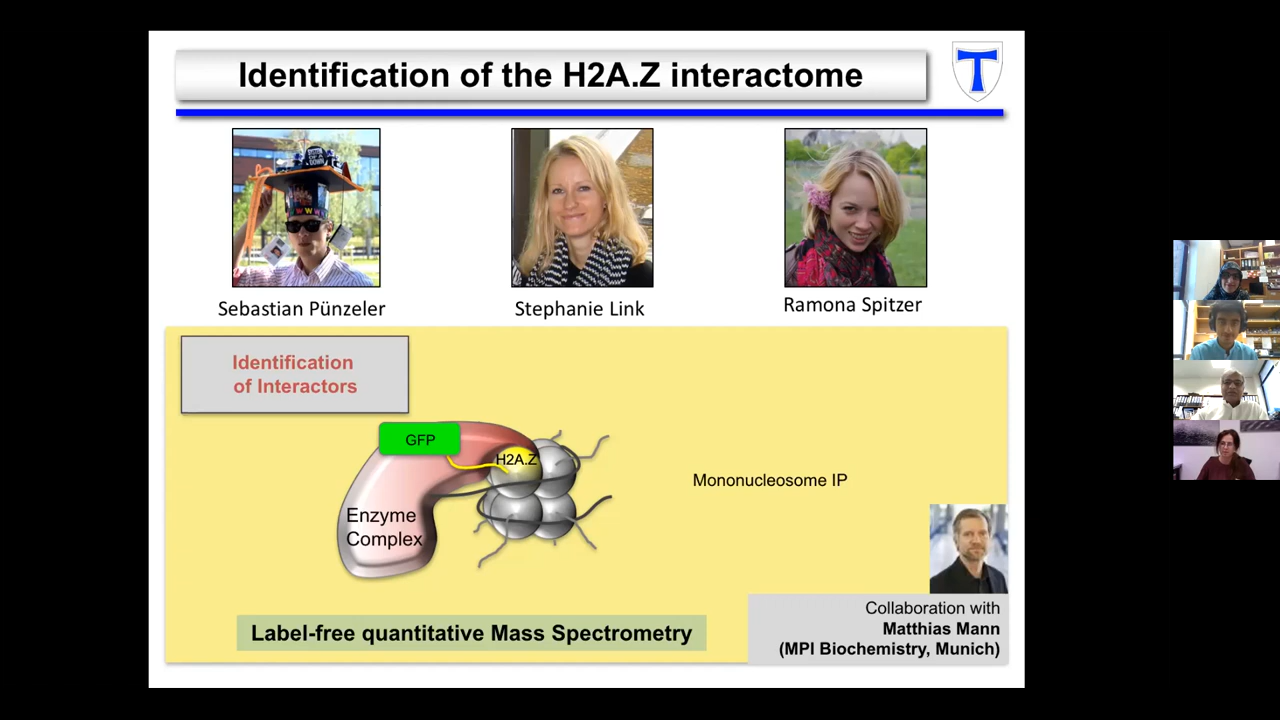 Identification of the H2A.Z interactome
Sebastian Pünzeler
Stephanie Link
Ramona Spitzer
Identification
of Interactors
GFP
H2A.Z
Enzyme
Complex
Mononucleosome IP
Label-free quantitative Mass Spectrometry
Collaboration with
Matthias Mann
(MPI Biochemistry, Munich)